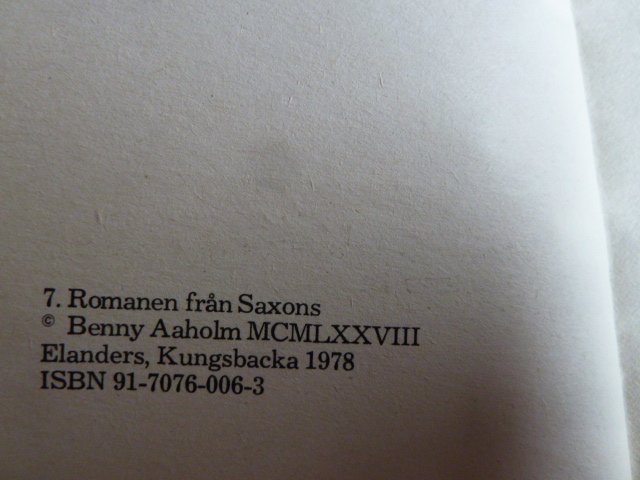 7. Romanen från Saxons
© Benny Aaholm MCMLXXVIII
Elanders, Kungsbacka 1978
ISBN 91-7076-006-3